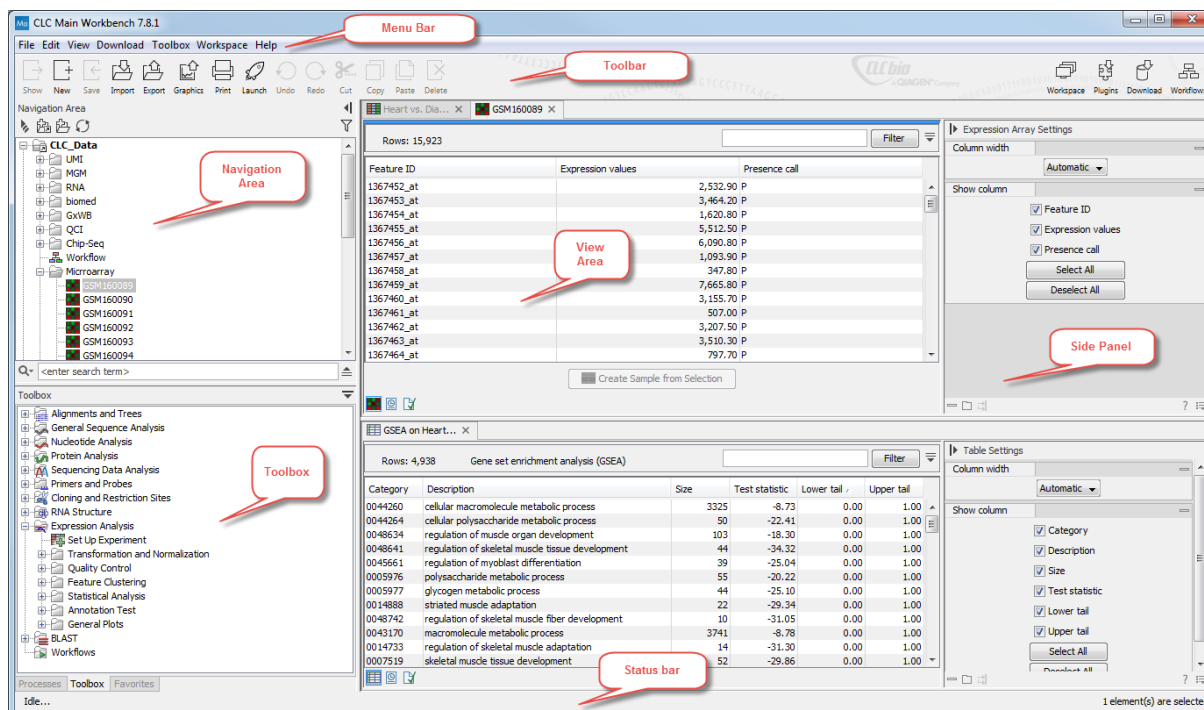 CLC Main Workbench 7.8.1
Menu Bar
File Edit View Download Toolbox Workspace Help
Toolbar
CLC bio
A QIAGEN Company
Show New Save Import Export Graphics Print Launch Undo Redo Cut Copy Paste Delete
Workspace Plugins Download Workflows
Navigation Area
CLC_Data
UMI
MGM
RNA
biomed
GxWB
QCI
Chip-Seq
Workflow
Microarray
GSM160089
GSM160090
GSM160091
GSM160092
GSM160093
GSM160094
Navigation
Area
<enter search term>
Toolbox
Alignments and Trees
General Sequence Analysis
Nucleotide Analysis
Protein Analysis
Sequencing Data Analysis
Primers and Probes
Cloning and Restriction Sites
RNA Structure
Expression Analysis
Set Up Experiment
Transformation and Normalization
Quality Control
Feature Clustering
Statistical Analysis
Annotation Test
General Plots
BLAST
Workflows
Toolbox
Processes Toolbox Favorites
Idle...
Heart vs. Dia... GSM160089
Rows: 15,923 Filter
Feature ID Expression values Presence call
1367452_at 2,532.90 P
1367453_at 3,464.20 P
1367454_at 1,620.80 P
1367455_at 5,512.50 P
1367456_at 6,090.80 P
1367457_at 1,093.90 P
1367458_at 347.80 P
1367459_at 7,665.80 P
1367460_at 3,155.70 P
1367461_at 507.00 P
1367462_at 3,207.50 P
1367463_at 3,510.30 P
1367464_at 797.70 P
View
Area
Create Sample from Selection
Expression Array Settings
Column width
Automatic
Show column
Feature ID
Expression values
Presence call
Select All
Deselect All
Side Panel
GSEA on Heart...
Rows: 4,938 Gene set enrichment analysis (GSEA) Filter
Category Description Size Test statistic Lower tail Upper tail
0044260 cellular macromolecule metabolic process 3325 -8.73 0.00 1.00
0044264 cellular polysaccharide metabolic process 50 -22.41 0.00 1.00
0048634 regulation of muscle organ development 103 -18.30 0.00 1.00
0048641 regulation of skeletal muscle tissue development 44 -34.32 0.00 1.00
0045661 regulation of myoblast differentiation 39 -25.04 0.00 1.00
0005976 polysaccharide metabolic process 55 -20.22 0.00 1.00
0005977 glycogen metabolic process 44 -25.10 0.00 1.00
0014888 striated muscle adaptation 22 -29.34 0.00 1.00
0048742 regulation of skeletal muscle fiber development 10 -31.05 0.00 1.00
0043170 macromolecule metabolic process 3741 -8.78 0.00 1.00
0014733 regulation of skeletal muscle adaptation 14 -31.30 0.00 1.00
0007519 skeletal muscle tissue development 52 -29.86 0.00 1.00
Status bar
Table Settings
Column width
Automatic
Show column
Category
Description
Size
Test statistic
Lower tail
Upper tail
Select All
Deselect All
1 element(s) are selected